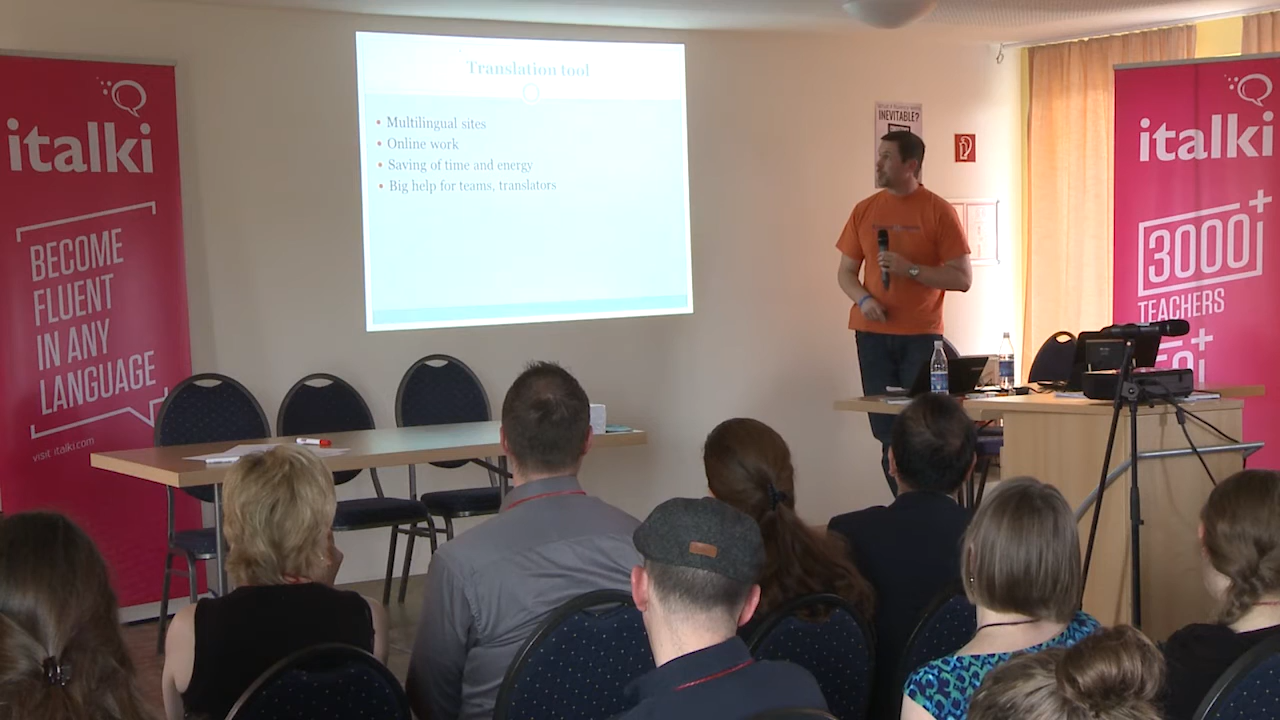 italki
BECOME
FLUENT
IN ANY
LANGUAGE
visit italki.com
Translation tool
• Multilingual sites
• Online work
• Saving of time and energy
• Big help for teams, translators
INEVITABLE?
italki
3000+
TEACHERS